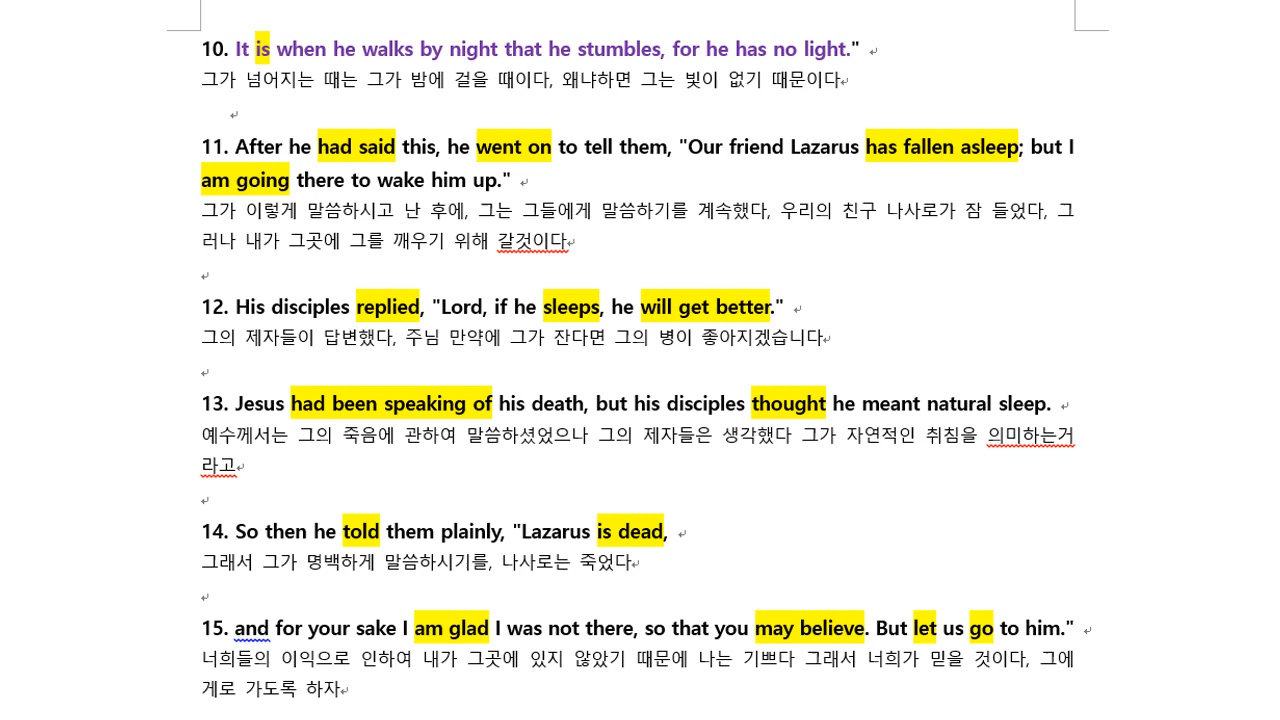 10. It is when he walks by night that he stumbles, for he has no light."
그가 넘어지는 때는 그가 밤에 걸을 때이다, 왜냐하면 그는 빛이 없기 때문이다
11. After he had said this, he went on to tell them, "Our friend Lazarus has fallen asleep; but I
am going there to wake him up."
그가 이렇게 말씀하시고 난 후에, 그는 그들에게 말씀하기를 계속했다, 우리의 친구 나사로가 잠 들었다, 그
러나 내가 그곳에 그를 깨우기 위해 갈것이다
12. His disciples replied, "Lord, if he sleeps, he will get better."
그의 제자들이 답변했다, 주님 만약에 그가 잔다면 그의 병이 좋아지겠습니다
13. Jesus had been speaking of his death, but his disciples thought he meant natural sleep.
예수께서는 그의 죽음에 관하여 말씀하셨었으나 그의 제자들은 생각했다 그가 자연적인 취침을 의미하는거
라고
14. So then he told them plainly, "Lazarus is dead,
그래서 그가 명백하게 말씀하시기를, 나사로는 죽었다
15. and for your sake I am glad I was not there, so that you may believe. But let us go to him."
너희들의 이익으로 인하여 내가 그곳에 있지 않았기 때문에 나는 기쁘다 그래서 너희가 믿을 것이다, 그에
게로 가도록 하자